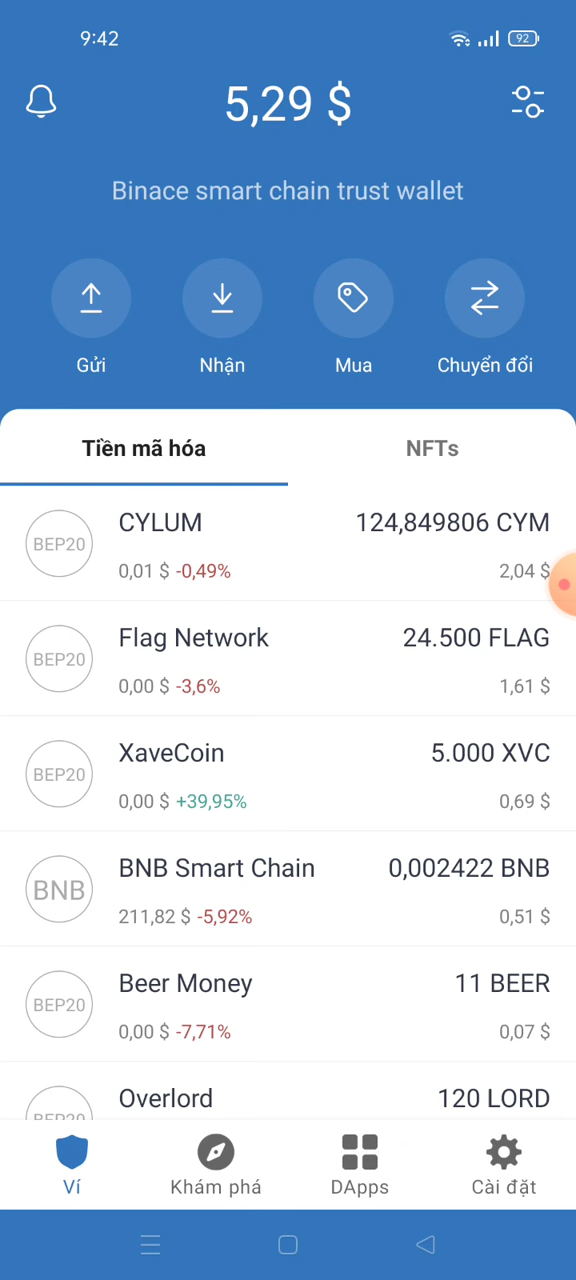 9:42
92
5,29 $
Binace smart chain trust wallet
Gửi
Nhận
Mua
Chuyển đổi
Tiền mã hóa
NFTs
BEP20
CYLUM
124,849806 CYM
0,01 $ -0,49%
2,04 $
BEP20
Flag Network
24.500 FLAG
0,00 $ -3,6%
1,61 $
BEP20
XaveCoin
5.000 XVC
0,00 $ +39,95%
0,69 $
BNB
BNB Smart Chain
0,002422 BNB
211,82 $ -5,92%
0,51 $
BEP20
Beer Money
11 BEER
0,00 $ -7,71%
0,07 $
BEP20
Overlord
120 LORD
Ví
Khám phá
DApps
Cài đặt